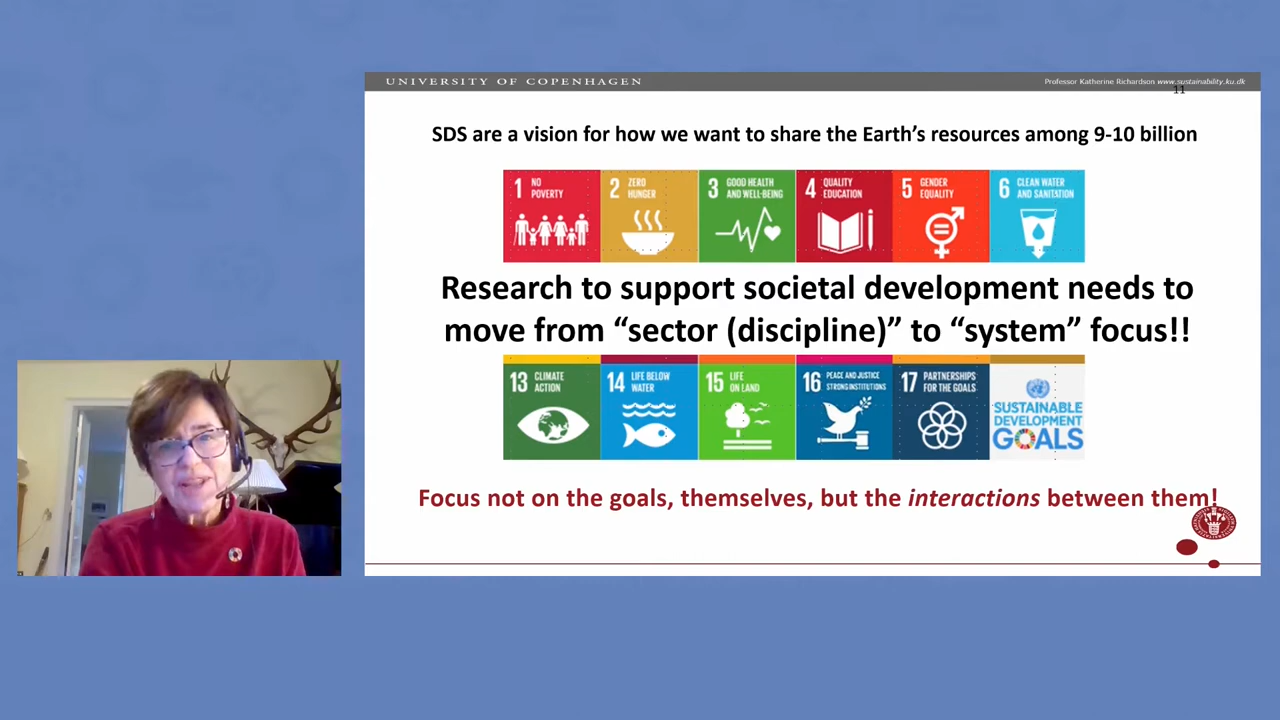 UNIVERSITY OF COPENHAGEN
Professor Katherine Richardson www.sustainability.ku.dk
11
SDS are a vision for how we want to share the Earth's resources among 9-10 billion
1 NO POVERTY
2 ZERO HUNGER
3 GOOD HEALTH AND WELL-BEING
4 QUALITY EDUCATION
5 GENDER EQUALITY
6 CLEAN WATER AND SANITATION
Research to support societal development needs to
move from “sector (discipline)” to “system” focus!!
13 CLIMATE ACTION
14 LIFE BELOW WATER
15 LIFE ON LAND
16 PEACE AND JUSTICE STRONG INSTITUTIONS
17 PARTNERSHIPS FOR THE GOALS
SUSTAINABLE
DEVELOPMENT
GOALS
Focus not on the goals, themselves, but the interactions between them!